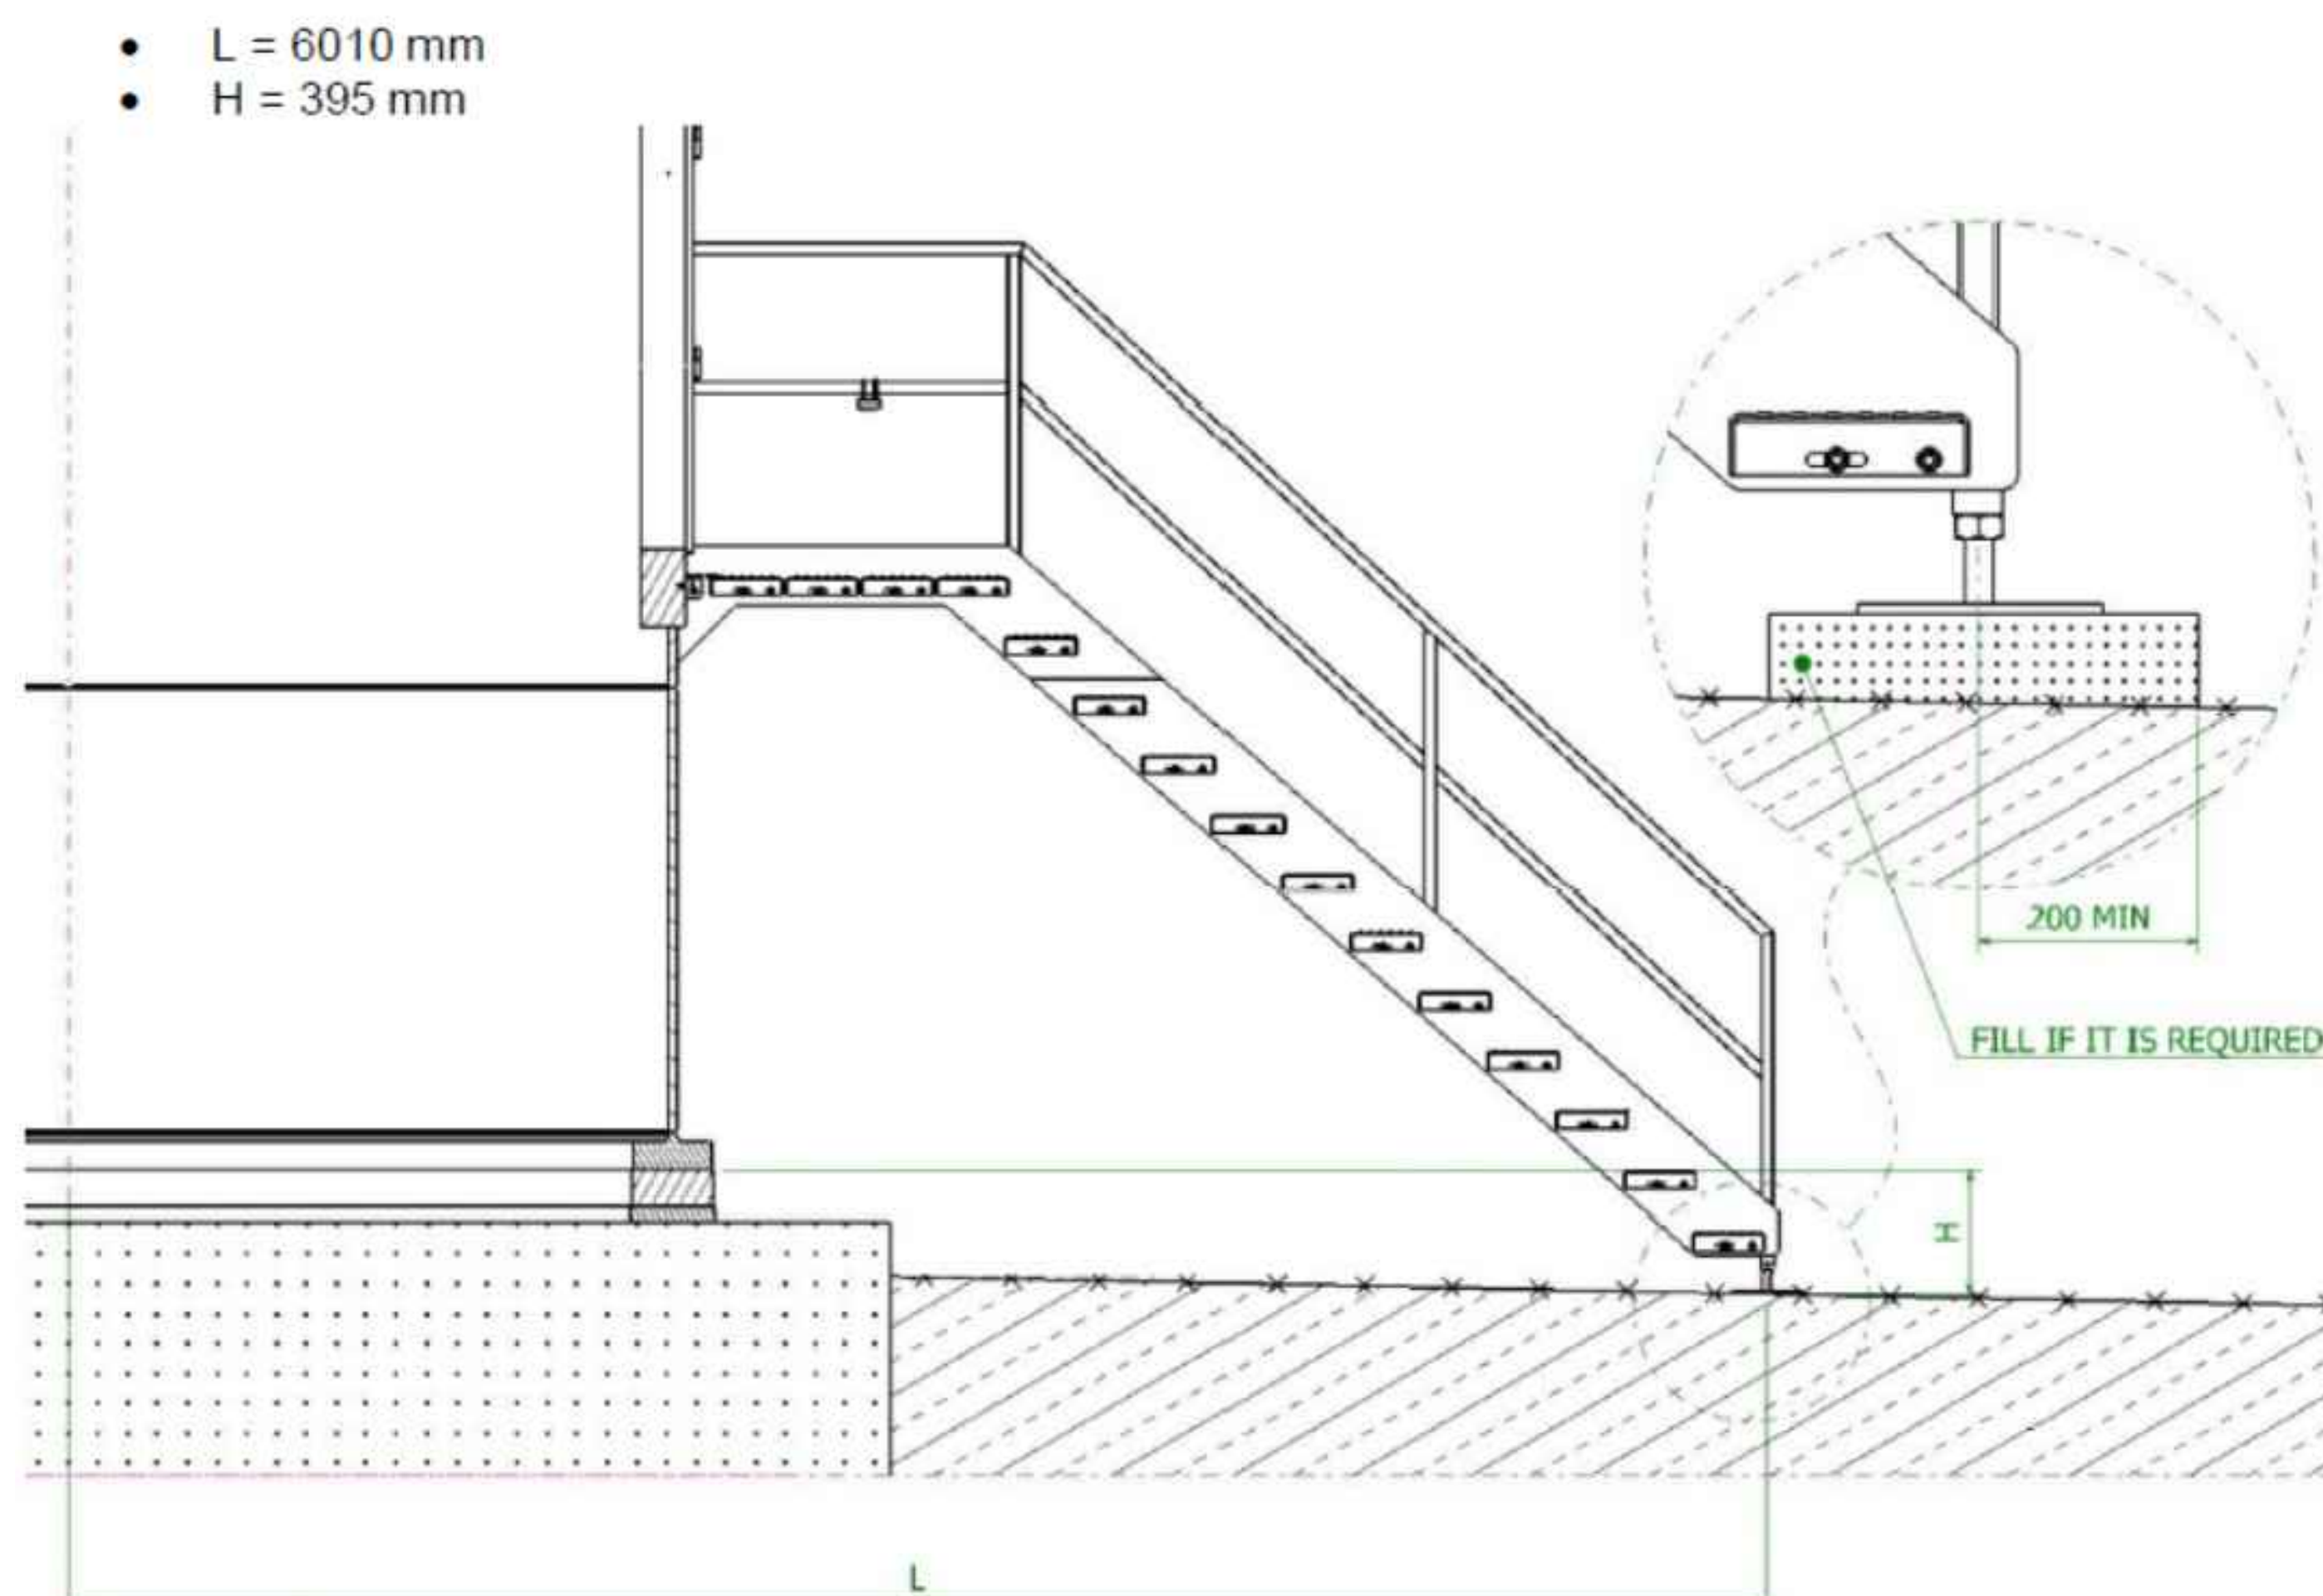 • L = 6010 mm
• H = 395 mm
200 MIN
FILL IF IT IS REQUIRED
H
L